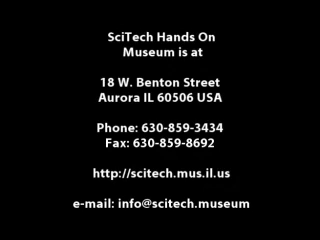 SciTech Hands On
Museum is at
18 W. Benton Street
Aurora IL 60506 USA
Phone: 630-859-3434
Fax: 630-859-8692
http://scitech.mus.il.us
e-mail: info@scitech.museum